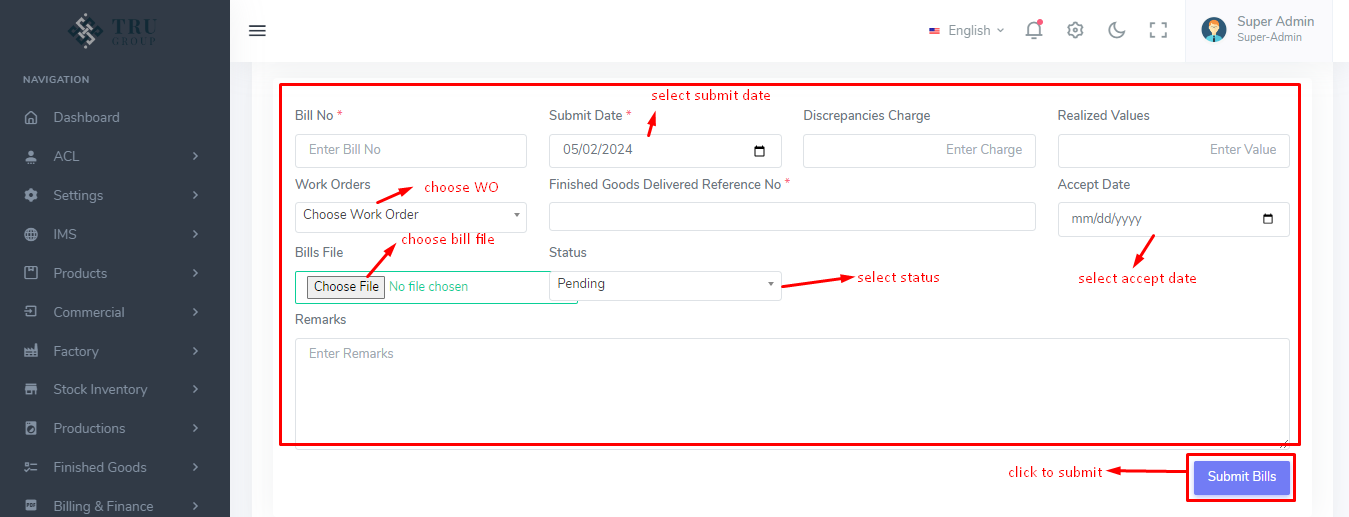 TRU
GROUP
English
Super Admin
Super-Admin
NAVIGATION
Dashboard
ACL
Settings
IMS
Products
Commercial
Factory
Stock Inventory
Productions
Finished Goods
Billing & Finance
select submit date
Bill No *
Submit Date *
Discrepancies Charge
Realized Values
Enter Bill No
05/02/2024
Enter Charge
Enter Value
Work Orders
choose WO
Finished Goods Delivered Reference No *
Accept Date
Choose Work Order
mm/dd/yyyy
choose bill file
Bills File
Status
select status
select accept date
Choose File No file chosen
Pending
Remarks
Enter Remarks
click to submit
Submit Bills